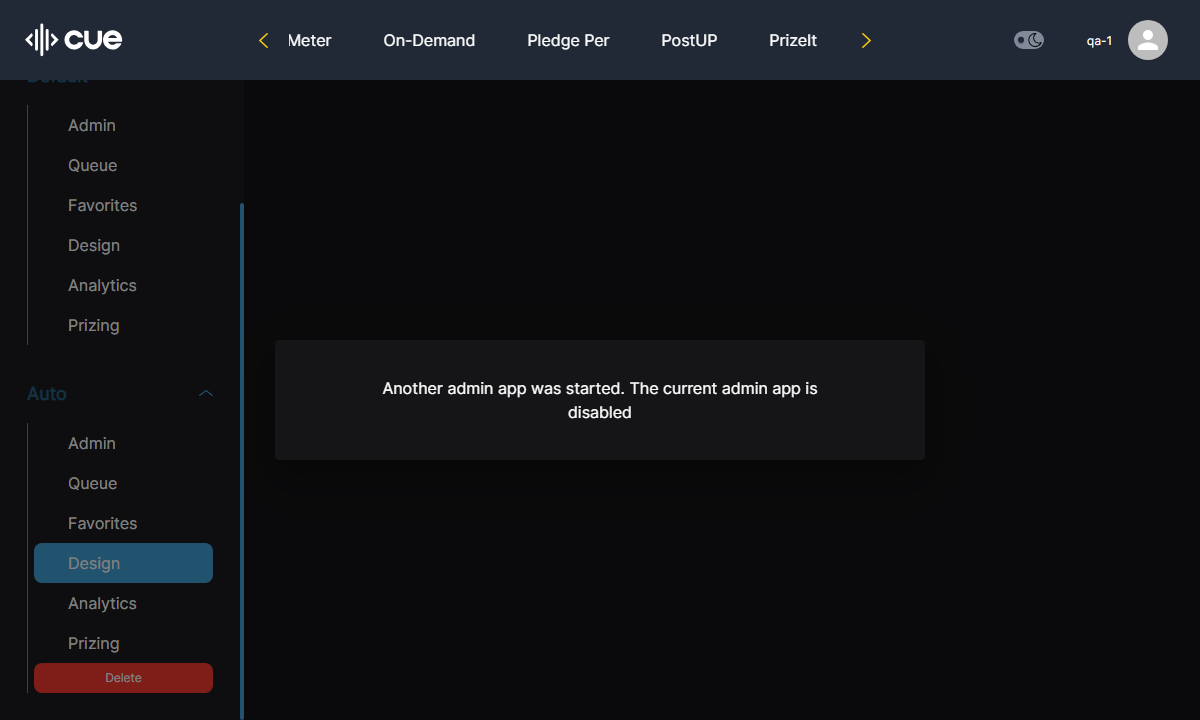 cue
Meter
On-Demand
Pledge Per
PostUP
PrizeIt
qa-1
Default
Admin
Queue
Favorites
Design
Analytics
Prizing
Auto
Admin
Queue
Favorites
Design
Analytics
Prizing
Delete
Another admin app was started. The current admin app is
disabled